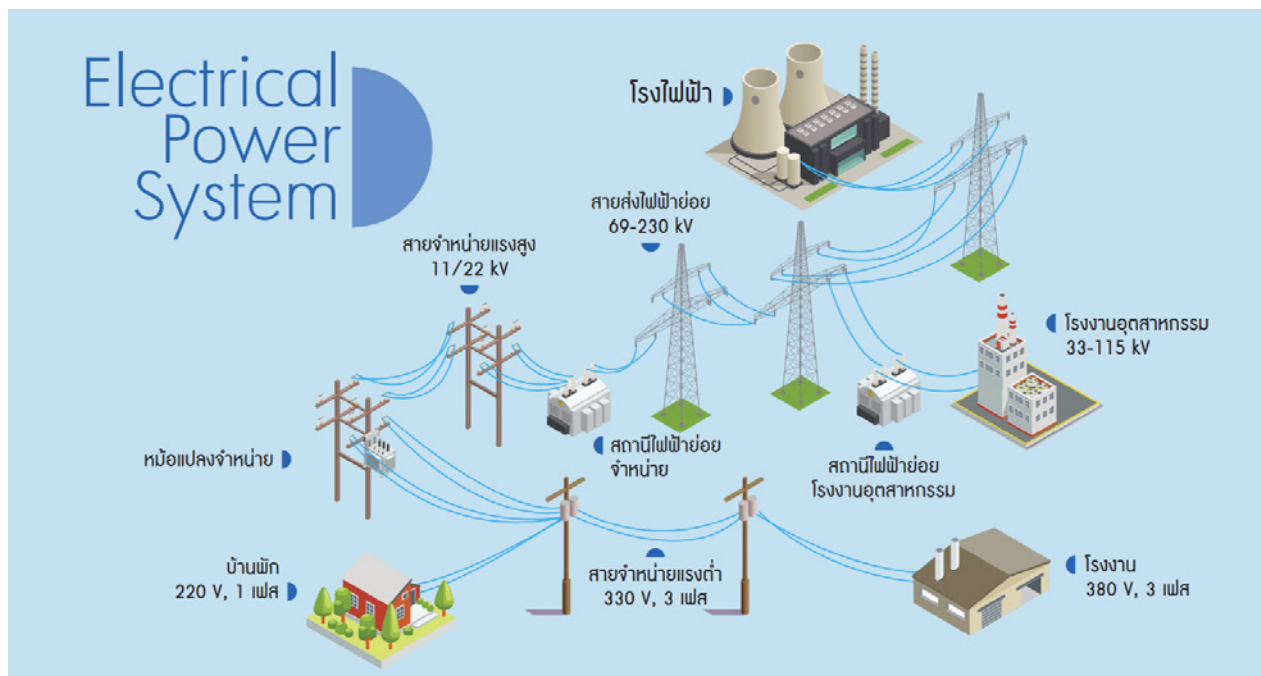 Electrical
Power
System
โรงไฟฟ้า
สายส่งไฟฟ้าย่อย
69-230 kV
สายจำหน่ายแรงสูง
11/22 kV
โรงงานอุตสาหกรรม
33-115 kV
หม้อแปลงจำหน่าย
สถานีไฟฟ้าย่อย
จำหน่าย
สถานีไฟฟ้าย่อย
โรงงานอุตสาหกรรม
บ้านพัก
220 V, 1 เฟส
สายจำหน่ายแรงต่ำ
330 V, 3 เฟส
โรงงาน
380 V, 3 เฟส